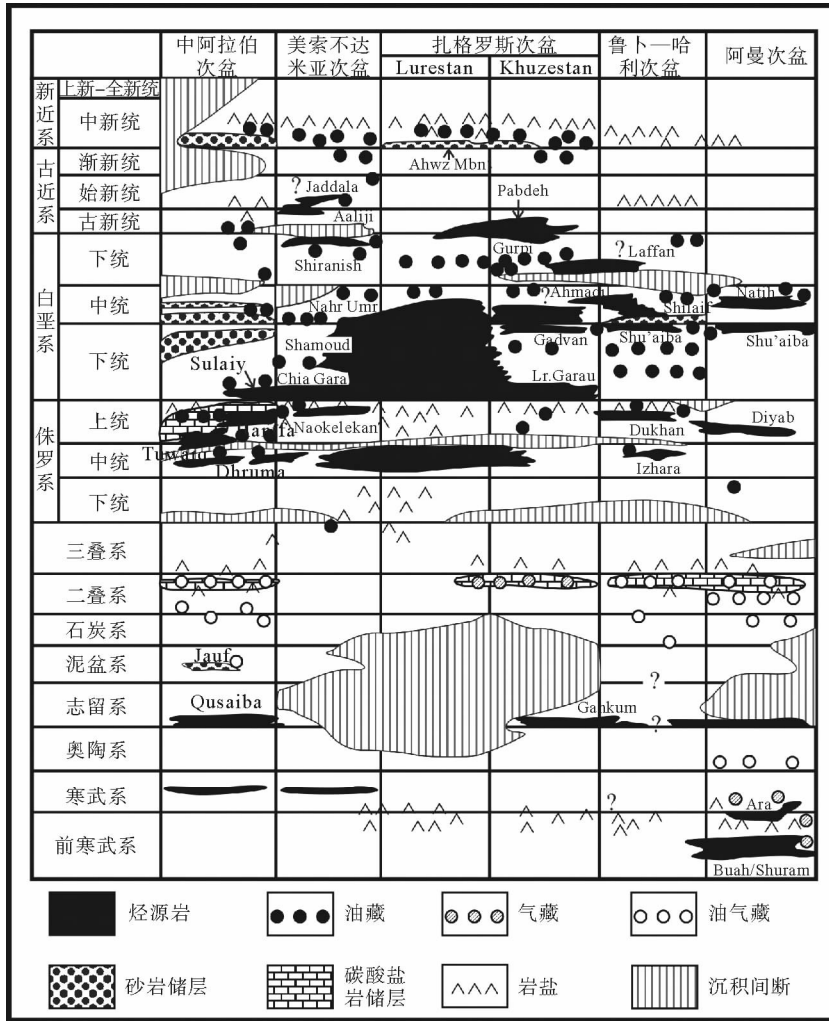 中阿拉伯
次盆
美索不达
米亚次盆
扎格罗斯次盆
Lurestan
Khuzestan
鲁卜—哈
利次盆
阿曼次盆
新近系
上新-全新统
中新统
古近系
渐新统
Ahwz Mbn
始新统
? Jaddala
Pabdeh
古新统
Aaliji
白垩系
下统
Shiranish
Gurpi
? Laffan
中统
Nahr Umr
? Ahmadi
Shilaif
Natih
下统
Shamoud
Gadvan
Shu'aiba
Shu'aiba
Sulaiy
Chia Gara
Lr.Garau
侏罗系
上统
Naokelekan
Dukhan
Diyab
中统
Dhruma
Izhara
下统
三叠系
二叠系
石炭系
泥盆系
Jauf
?
志留系
Qusaiba
Gahkum
?
奥陶系
寒武系
?
Ara
前寒武系
Buah/Shuram
烃源岩
油藏
气藏
油气藏
砂岩储层
碳酸盐
岩储层
岩盐
沉积间断